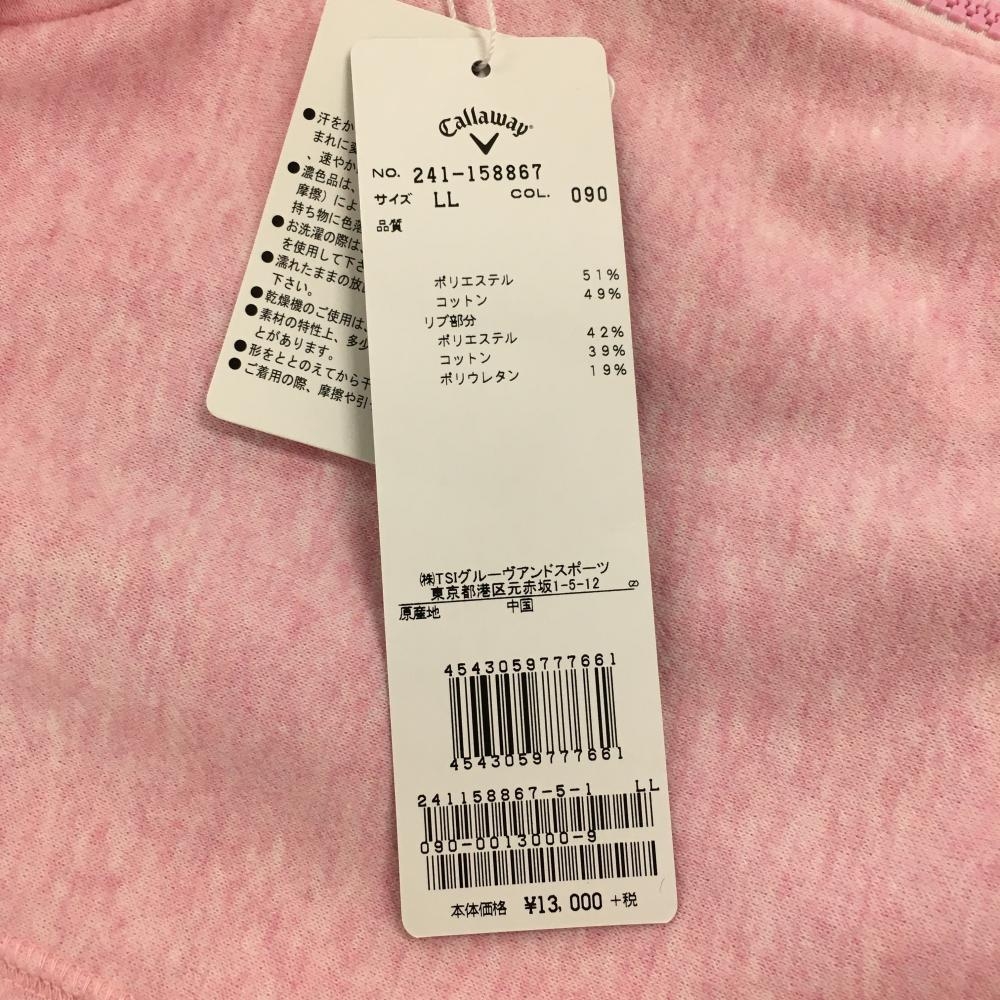 Callaway
NO. 241-158867
サイズ LL COL. 090
品質
ポリエステル 51%
コットン 49%
リブ部分
ポリエステル 42%
コットン 39%
ポリウレタン 19%
㈱TSIグルーヴアンドスポーツ
東京都港区元赤坂1-5-12
原産地 中国
4543059777661
4543059777661
241158867-5-1 LL
090-0013000-9
本体価格 ¥13,000 +税
●汗をか
まれに変
、速やか
●濃色品は、
摩擦）によ
持ち物に色落
●お洗濯の際は、
を使用して下さ
●濡れたままの放
下さい。
●乾燥機のご使用は、
●素材の特性上、多少
とがあります。
●形をととのえてから干
●ご着用の際、摩擦や引